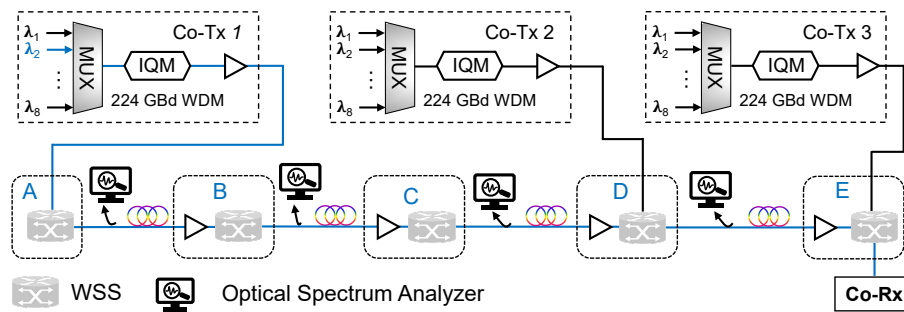 Co-Tx 1
λ1
λ2
⋮
λ8
MUX
IQM
224 GBd WDM
Co-Tx 2
λ1
λ2
⋮
λ8
MUX
IQM
224 GBd WDM
Co-Tx 3
λ1
λ2
⋮
λ8
MUX
IQM
224 GBd WDM
A
B
C
D
E
WSS
Optical Spectrum Analyzer
Co-Rx